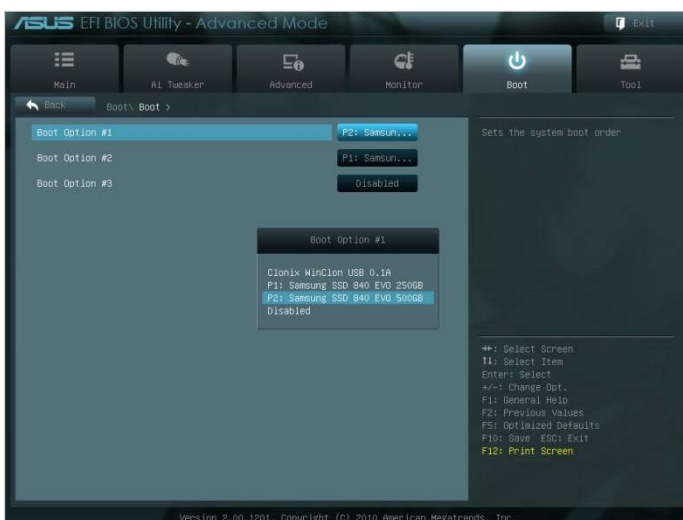 ASUS EFI BIOS Utility - Advanced Mode
Exit
Main
Ai Tweaker
Advanced
Monitor
Boot
Tool
Back
Boot\ Boot >
Boot Option #1 P2: Samsun...
Boot Option #2 P1: Samsun...
Boot Option #3 Disabled
Sets the system boot order
Boot Option #1
Clonix WinClon USB 0.1A
P1: Samsung SSD 840 EVO 250GB
P2: Samsung SSD 840 EVO 500GB
Disabled
→←: Select Screen
↑↓: Select Item
Enter: Select
+/-: Change Opt.
F1: General Help
F2: Previous Values
F5: Optimized Defaults
F10: Save ESC: Exit
F12: Print Screen
Version 2.00.1201. Copyright (C) 2010 American Megatrends, Inc.